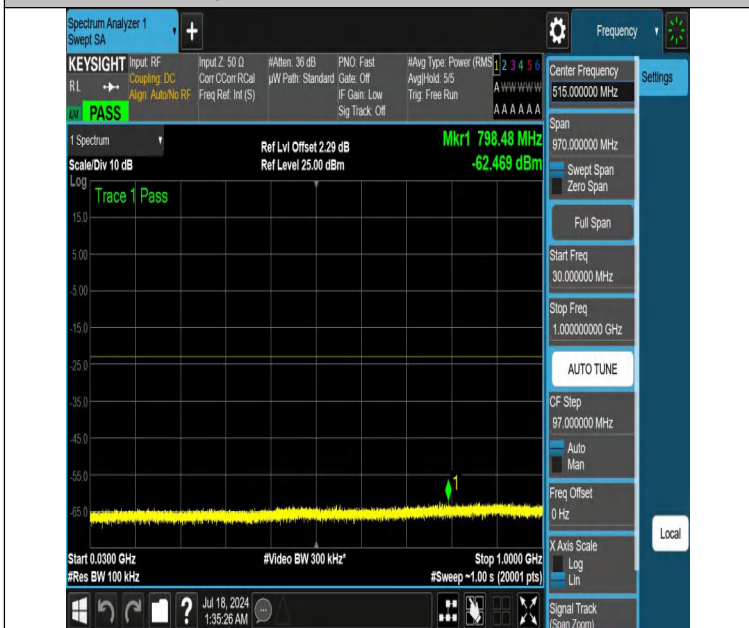 Spectrum Analyzer 1
Swept SA
Frequency
KEYSIGHT
RL
PASS
Input: RF
Coupling: DC
Align: Auto/No RF
Input Z: 50 Ω
Corr CCorr RCal
Freq Ref: Int (S)
#Atten: 36 dB
µW Path: Standard
PNO: Fast
Gate: Off
IF Gain: Low
Sig Track: Off
#Avg Type: Power (RMS
Avg|Hold: 5/5
Trig: Free Run
1 2 3 4 5 6
A W W W W W
A A A A A A
1 Spectrum
Scale/Div 10 dB
Ref Lvl Offset 2.29 dB
Ref Level 25.00 dBm
Mkr1 798.48 MHz
-62.469 dBm
Log
Trace 1 Pass
15.0
5.00
-5.00
-15.0
-25.0
-35.0
-45.0
-55.0
1
-65.0
Start 0.0300 GHz
#Res BW 100 kHz
#Video BW 300 kHz*
Stop 1.0000 GHz
#Sweep ~1.00 s (20001 pts)
?
Jul 18, 2024
1:35:26 AM
Center Frequency
515.000000 MHz
Span
970.000000 MHz
Swept Span
Zero Span
Full Span
Start Freq
30.000000 MHz
Stop Freq
1.000000000 GHz
AUTO TUNE
CF Step
97.000000 MHz
Auto
Man
Freq Offset
0 Hz
X Axis Scale
Log
Lin
Signal Track
(Span Zoom)
Settings
Local